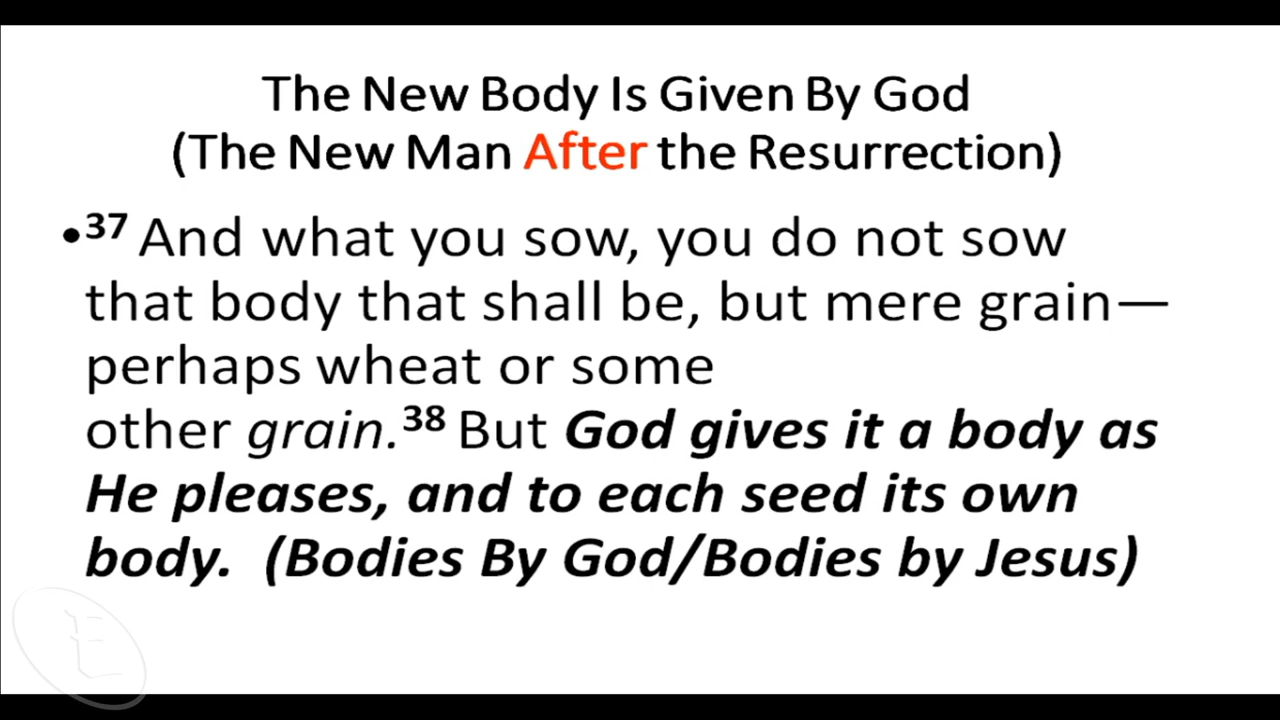 The New Body Is Given By God
(The New Man After the Resurrection)
•37 And what you sow, you do not sow
that body that shall be, but mere grain—
perhaps wheat or some
other grain.38 But God gives it a body as
He pleases, and to each seed its own
body.  (Bodies By God/Bodies by Jesus)